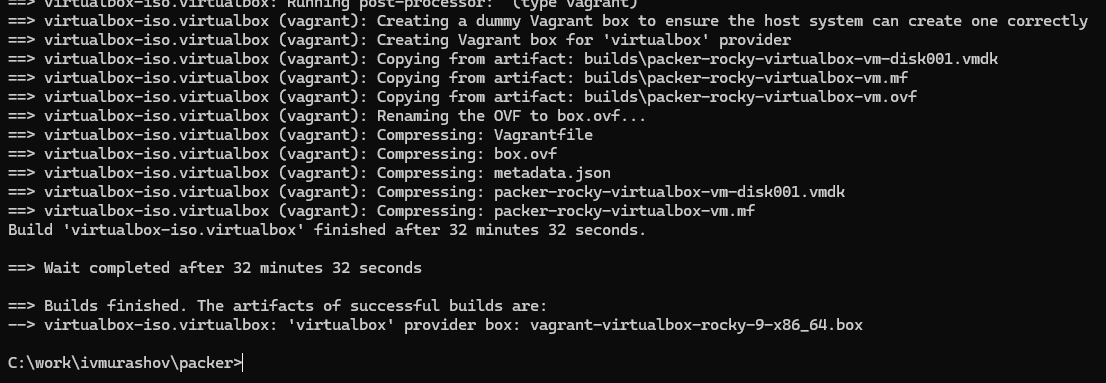 ==> virtualbox-iso.virtualbox: Running post-processor:  (type vagrant)
==> virtualbox-iso.virtualbox (vagrant): Creating a dummy Vagrant box to ensure the host system can create one correctly
==> virtualbox-iso.virtualbox (vagrant): Creating Vagrant box for 'virtualbox' provider
==> virtualbox-iso.virtualbox (vagrant): Copying from artifact: builds\packer-rocky-virtualbox-vm-disk001.vmdk
==> virtualbox-iso.virtualbox (vagrant): Copying from artifact: builds\packer-rocky-virtualbox-vm.mf
==> virtualbox-iso.virtualbox (vagrant): Copying from artifact: builds\packer-rocky-virtualbox-vm.ovf
==> virtualbox-iso.virtualbox (vagrant): Renaming the OVF to box.ovf...
==> virtualbox-iso.virtualbox (vagrant): Compressing: Vagrantfile
==> virtualbox-iso.virtualbox (vagrant): Compressing: box.ovf
==> virtualbox-iso.virtualbox (vagrant): Compressing: metadata.json
==> virtualbox-iso.virtualbox (vagrant): Compressing: packer-rocky-virtualbox-vm-disk001.vmdk
==> virtualbox-iso.virtualbox (vagrant): Compressing: packer-rocky-virtualbox-vm.mf
Build 'virtualbox-iso.virtualbox' finished after 32 minutes 32 seconds.
==> Wait completed after 32 minutes 32 seconds
==> Builds finished. The artifacts of successful builds are:
--> virtualbox-iso.virtualbox: 'virtualbox' provider box: vagrant-virtualbox-rocky-9-x86_64.box
C:\work\ivmurashov\packer>